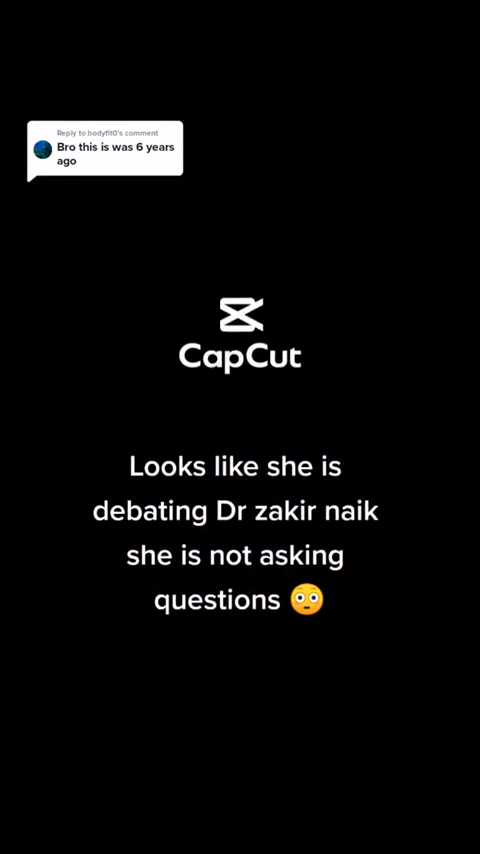 Reply to bodyfit0's comment
Bro this is was 6 years
ago
CapCut
Looks like she is
debating Dr zakir naik
she is not asking
questions 😳